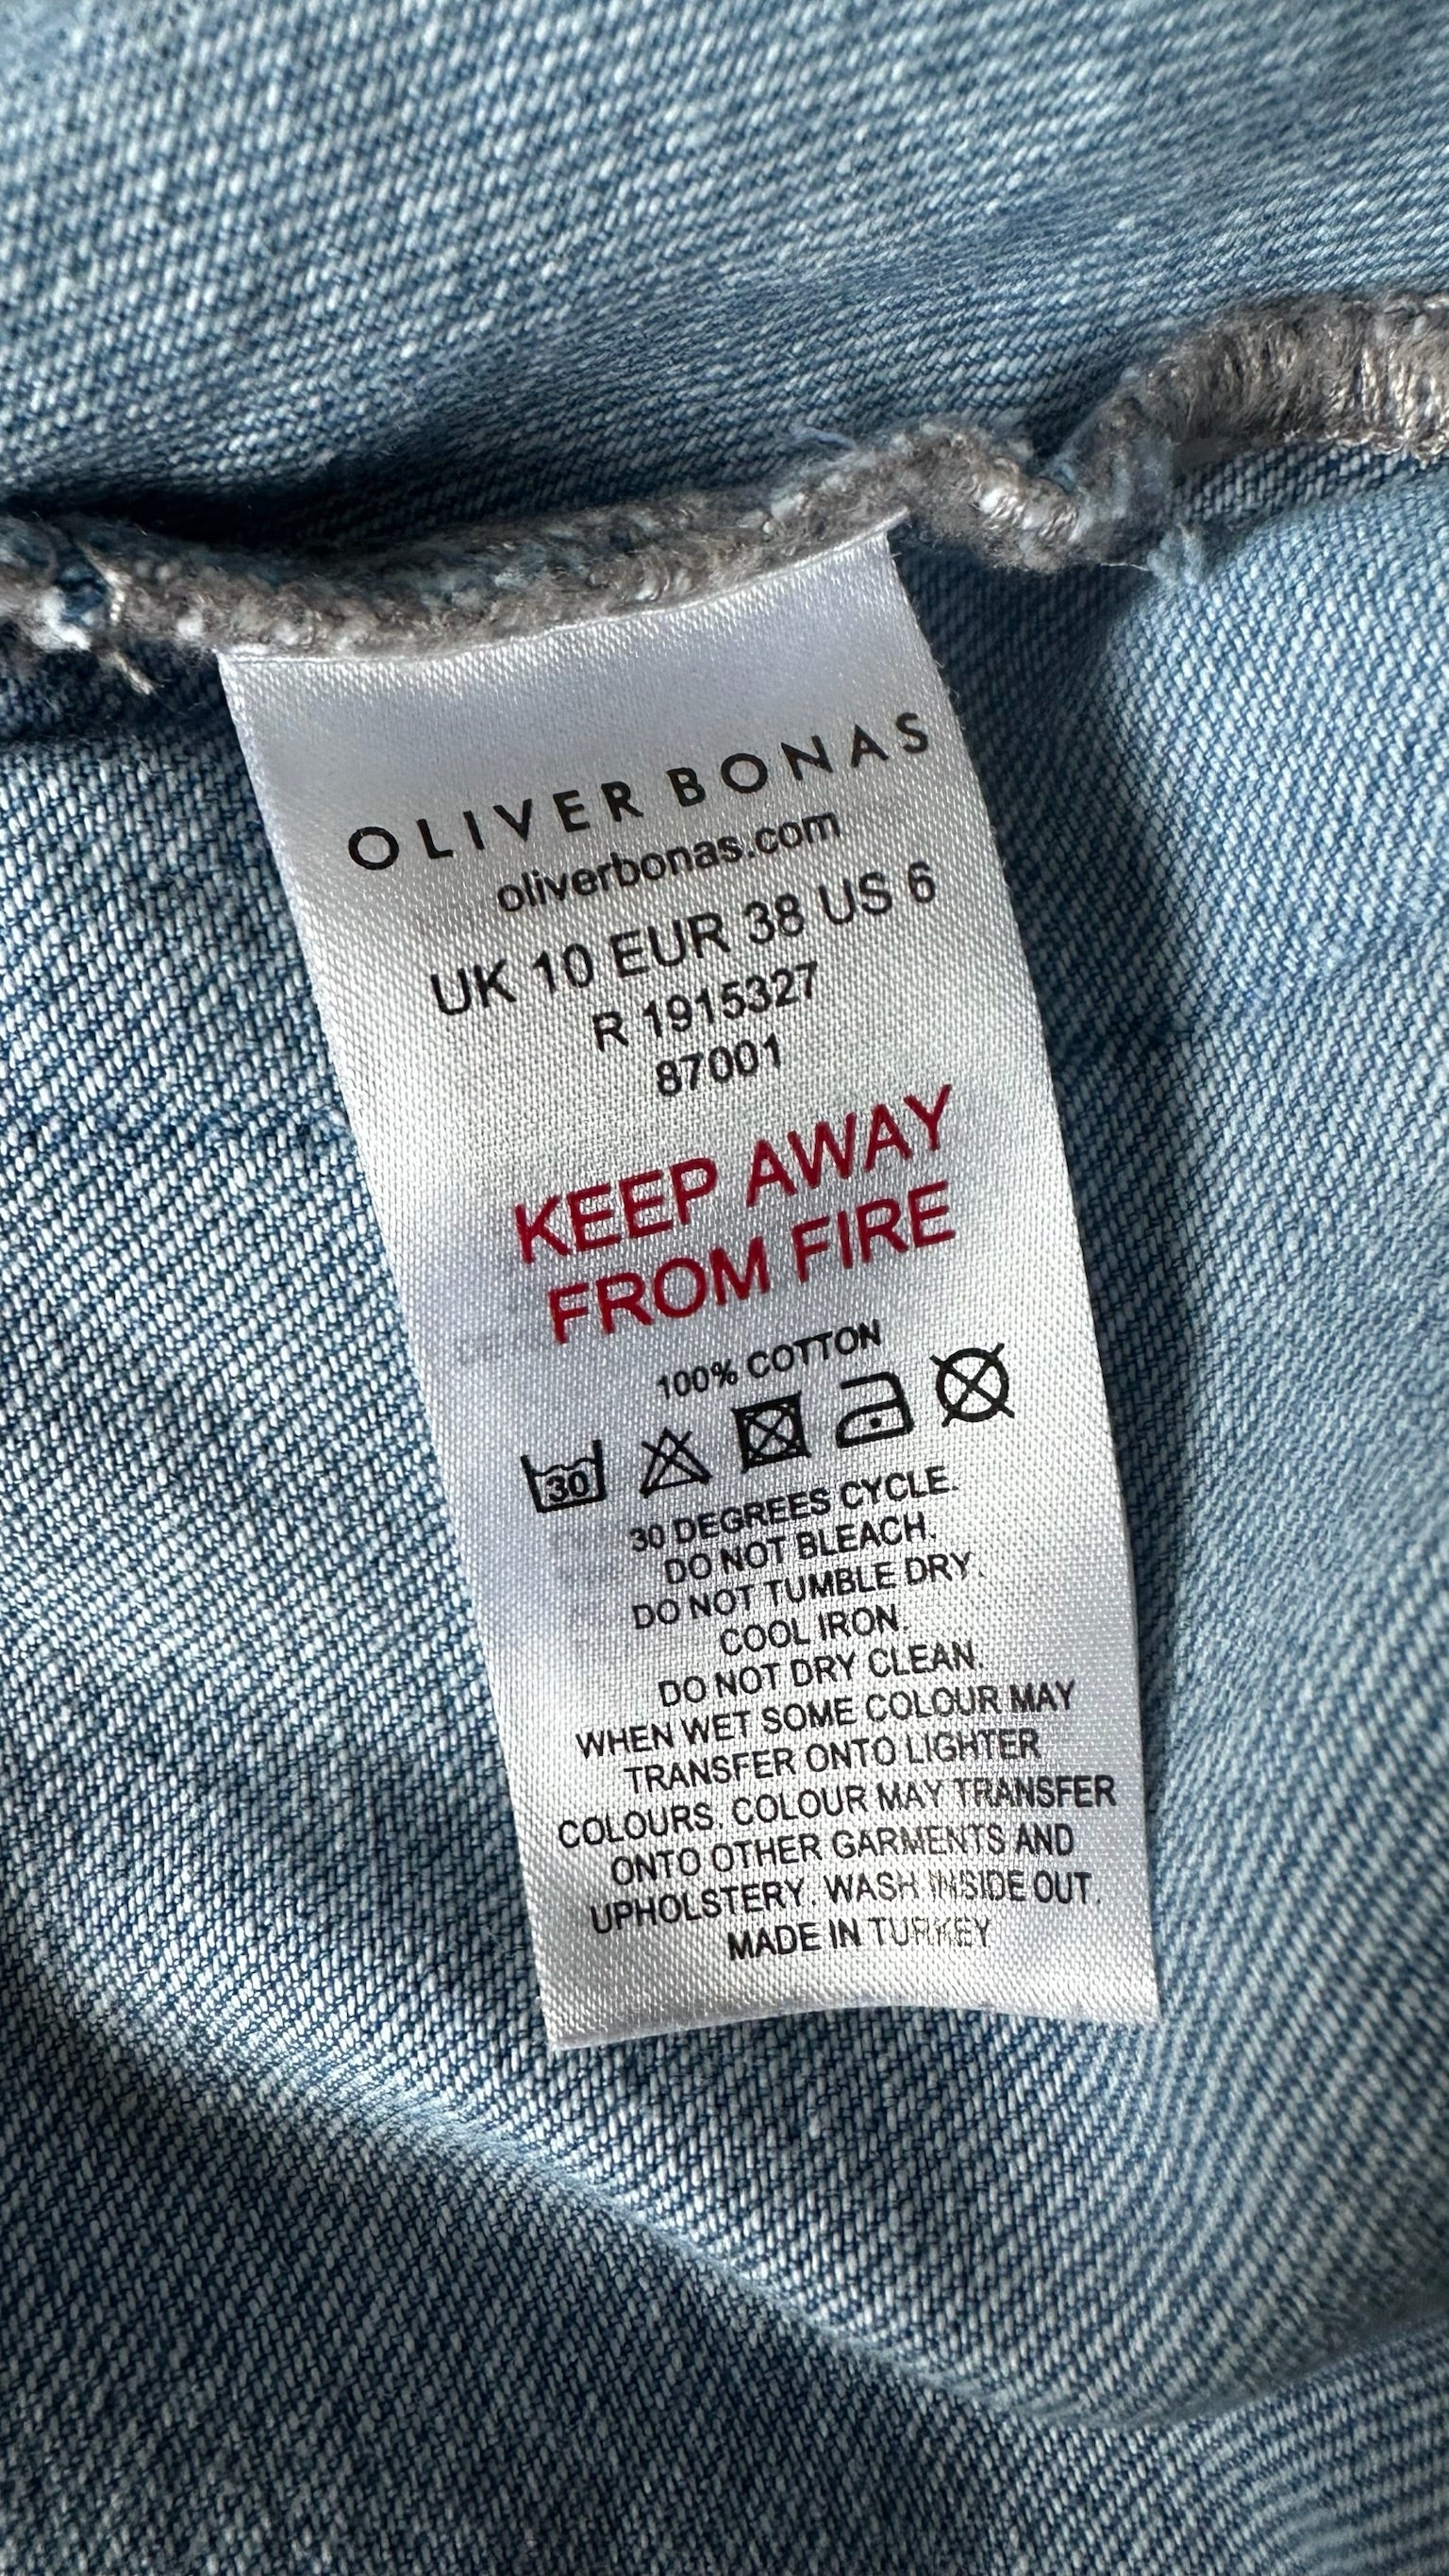 OLIVER BONAS
oliverbonas.com
UK 10 EUR 38 US 6
R 1915327
87001
KEEP AWAY
FROM FIRE
100% COTTON
30
30 DEGREES CYCLE.
DO NOT BLEACH.
DO NOT TUMBLE DRY.
COOL IRON.
DO NOT DRY CLEAN.
WHEN WET SOME COLOUR MAY
TRANSFER ONTO LIGHTER
COLOURS. COLOUR MAY TRANSFER
ONTO OTHER GARMENTS AND
UPHOLSTERY. WASH INSIDE OUT.
MADE IN TURKEY